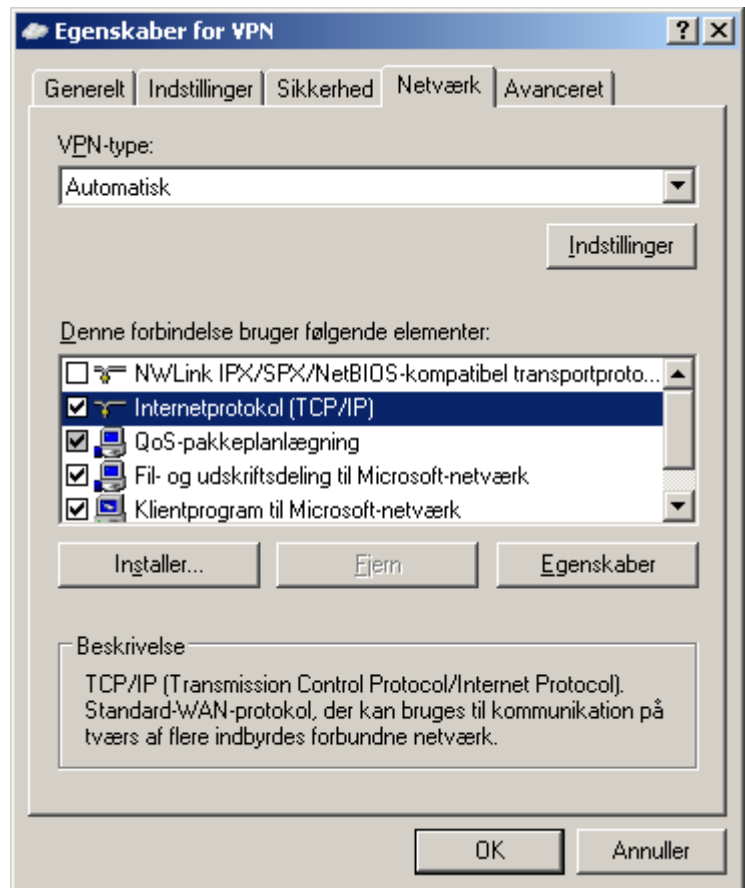 Egenskaber for VPN
Generelt Indstillinger Sikkerhed Netværk Avanceret
VPN-type:
Automatisk
Indstillinger
Denne forbindelse bruger følgende elementer:
NWLink IPX/SPX/NetBIOS-kompatibel transportproto...
Internetprotokol (TCP/IP)
QoS-pakkeplanlægning
Fil- og udskriftsdeling til Microsoft-netværk
Klientprogram til Microsoft-netværk
Installer... Fjern Egenskaber
Beskrivelse
TCP/IP (Transmission Control Protocol/Internet Protocol).
Standard-WAN-protokol, der kan bruges til kommunikation på
tværs af flere indbyrdes forbundne netværk.
OK Annuller